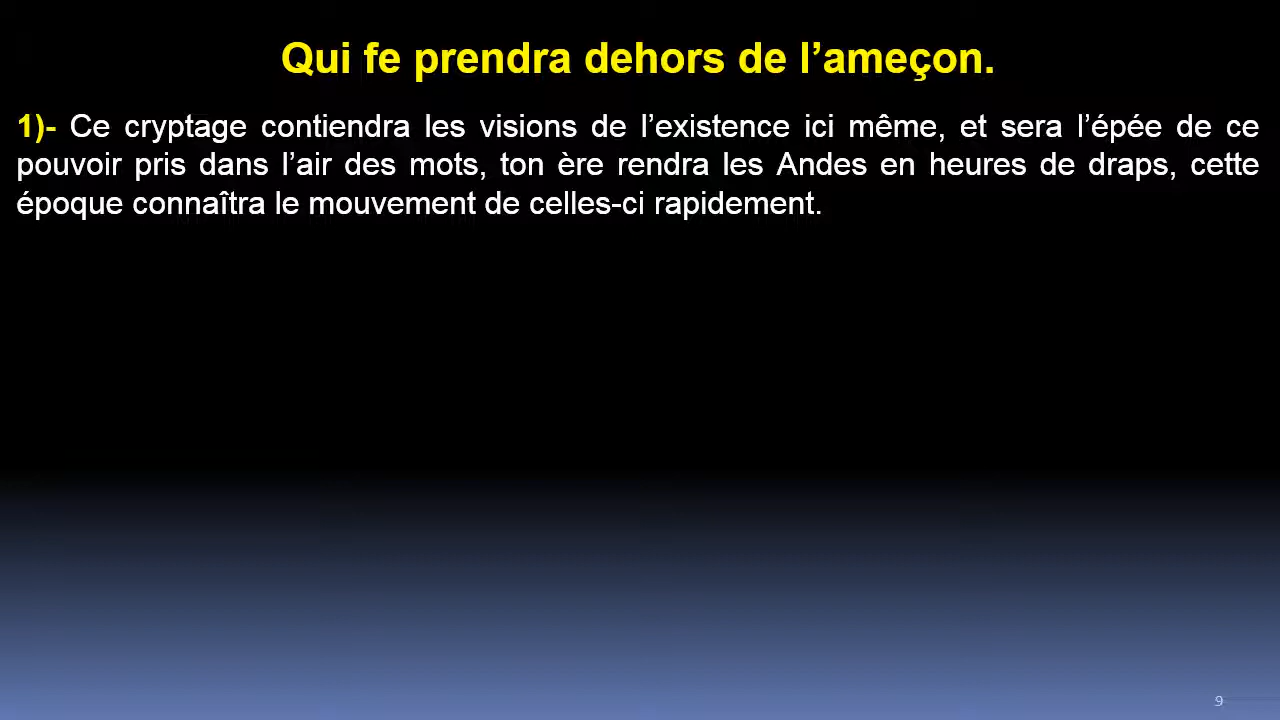 Qui fe prendra dehors de l’ameçon.
1)- Ce cryptage contiendra les visions de l’existence ici même, et sera l’épée de ce
pouvoir pris dans l’air des mots, ton ère rendra les Andes en heures de draps, cette
époque connaîtra le mouvement de celles-ci rapidement.
9